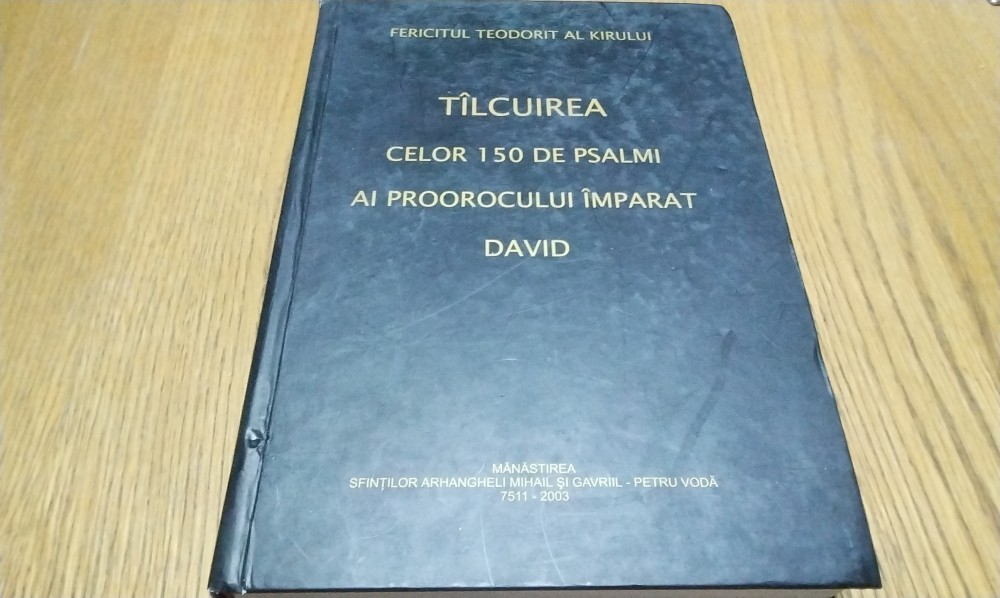 FERICITUL TEODORIT AL KIRULUI
TÎLCUIREA
CELOR 150 DE PSALMI
AI PROOROCULUI ÎMPARAT
DAVID
MĂNĂSTIREA
SFINȚILOR ARHANGHELI MIHAIL ȘI GAVRIIL - PETRU VODĂ
7511 - 2003